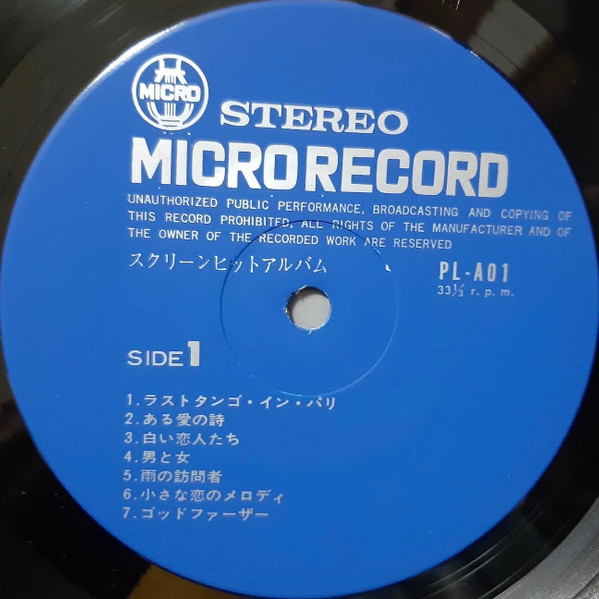 MICRO
STEREO
MICRO RECORD
UNAUTHORIZED PUBLIC PERFORMANCE, BROADCASTING AND COPYING OF
THIS RECORD PROHIBITED, ALL RIGHTS OF THE MANUFACTURER AND OF
THE OWNER OF THE RECORDED WORK ARE RESERVED
スクリーンヒットアルバム
PL-A01
33⅓ r.p.m.
SIDE 1
1.ラストタンゴ・イン・パリ
2.ある愛の詩
3.白い恋人たち
4.男と女
5.雨の訪問者
6.小さな恋のメロディ
7.ゴッドファーザー